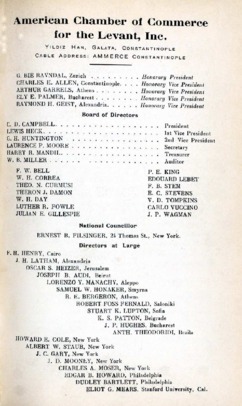 American Chamber of Commerce
for the Levant, Inc.
YILDIZ HAN, GALATA, CONSTANTINOPLE
CABLE ADDRESS: AMMERCE CONSTANTINOPLE
G. BIE RAVNDAL, Zurich . . . . Honorary President
CHARLES E. ALLEN, Constantinople. . . . Honorary Vice President
ARTHUR GARRELS, Athens . . . . Honorary Vice President
ELY E. PALMER, Bucharest . . . . Honorary Vice President
RAYMOND H. GEIST, Alexandria. . . . Honorary Vice President
Board of Directors
L. D. CAMPBELL . . . . President
LEWIS HECK . . . . 1st Vice President
G. E. HUNTINGTON . . . . 2nd Vice President
LAURENCE P. MOORE . . . . Secretary
HARRY R. MANDIL . . . . Treasurer
W. B. MILLER . . . . Auditor
F. W. BELL P. E. KING
W. H. CORREA EDOUARD LEBET
THEO. N. CURMUSI F. B. STEM
THERON J. DAMON E. C. STEVENS
W. H. DAY V. D. TOMPKINS
LUTHER R. FOWLE CARLO VUCCINO
JULIAN E. GILLESPIE J. P. WAGMAN
National Councillor
ERNEST B. FILSINGER, 25 Thomas St., New York.
Directors at Large
F. H. HENRY, Cairo
J. H. LATHAM, Alexandria
OSCAR S. HEIZER, Jerusalem
JOSEPH B. AUDI, Beirut
LORENZO Y. MANACHY, Aleppo
SAMUEL W. HONAKER, Smyrna
R. E. BERGERON, Athens
ROBERT FOSS FERNALD, Saloniki
STUART K. LUPTON, Sofia
K. S. PATTON, Belgrade
J. P. HUGHES, Bucharest
ANTH. THEODORIDI, Braila
HOWARD E. COLE, New York
ALBERT W. STAUB, New York
J. C. GARY, New York
J. D. MOONEY, New York
CHARLES A. MOSER, New York
EDGAR B. HOWARD, Philadelphia
DUDLEY BARTLETT, Philadelphia
ELIOT G. MEARS, Stanford University, Cal.